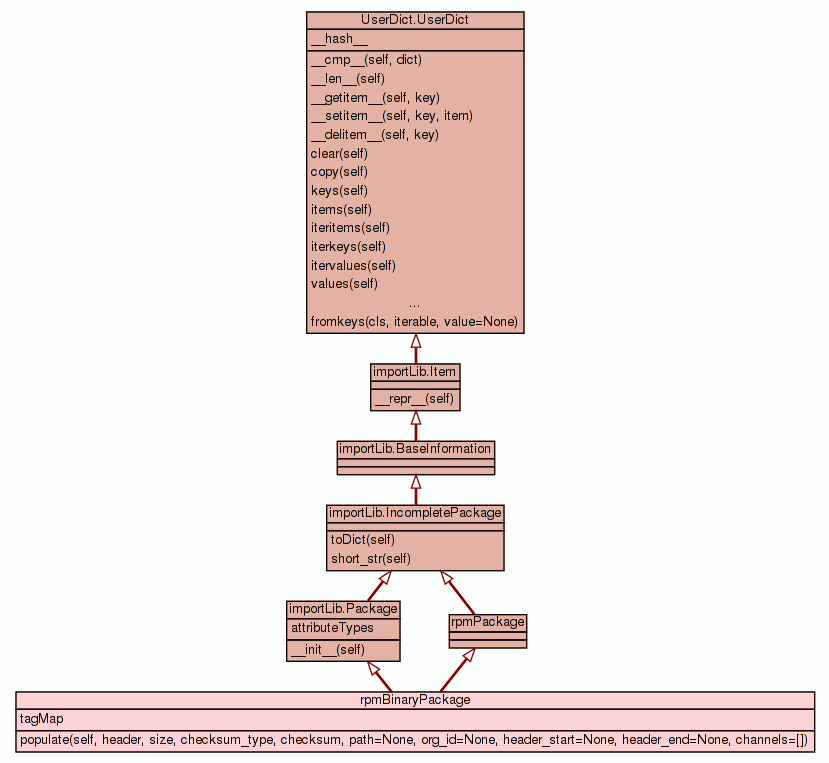 UserDict.UserDict
__hash__
__cmp__(self, dict)
__len__(self)
__getitem__(self, key)
__setitem__(self, key, item)
__delitem__(self, key)
clear(self)
copy(self)
keys(self)
items(self)
iteritems(self)
iterkeys(self)
itervalues(self)
values(self)
...
fromkeys(cls, iterable, value=None)
importLib.Item
__repr__(self)
importLib.BaseInformation
importLib.IncompletePackage
toDict(self)
short_str(self)
importLib.Package
attributeTypes
__init__(self)
rpmPackage
rpmBinaryPackage
tagMap
populate(self, header, size, checksum_type, checksum, path=None, org_id=None, header_start=None, header_end=None, channels=[])